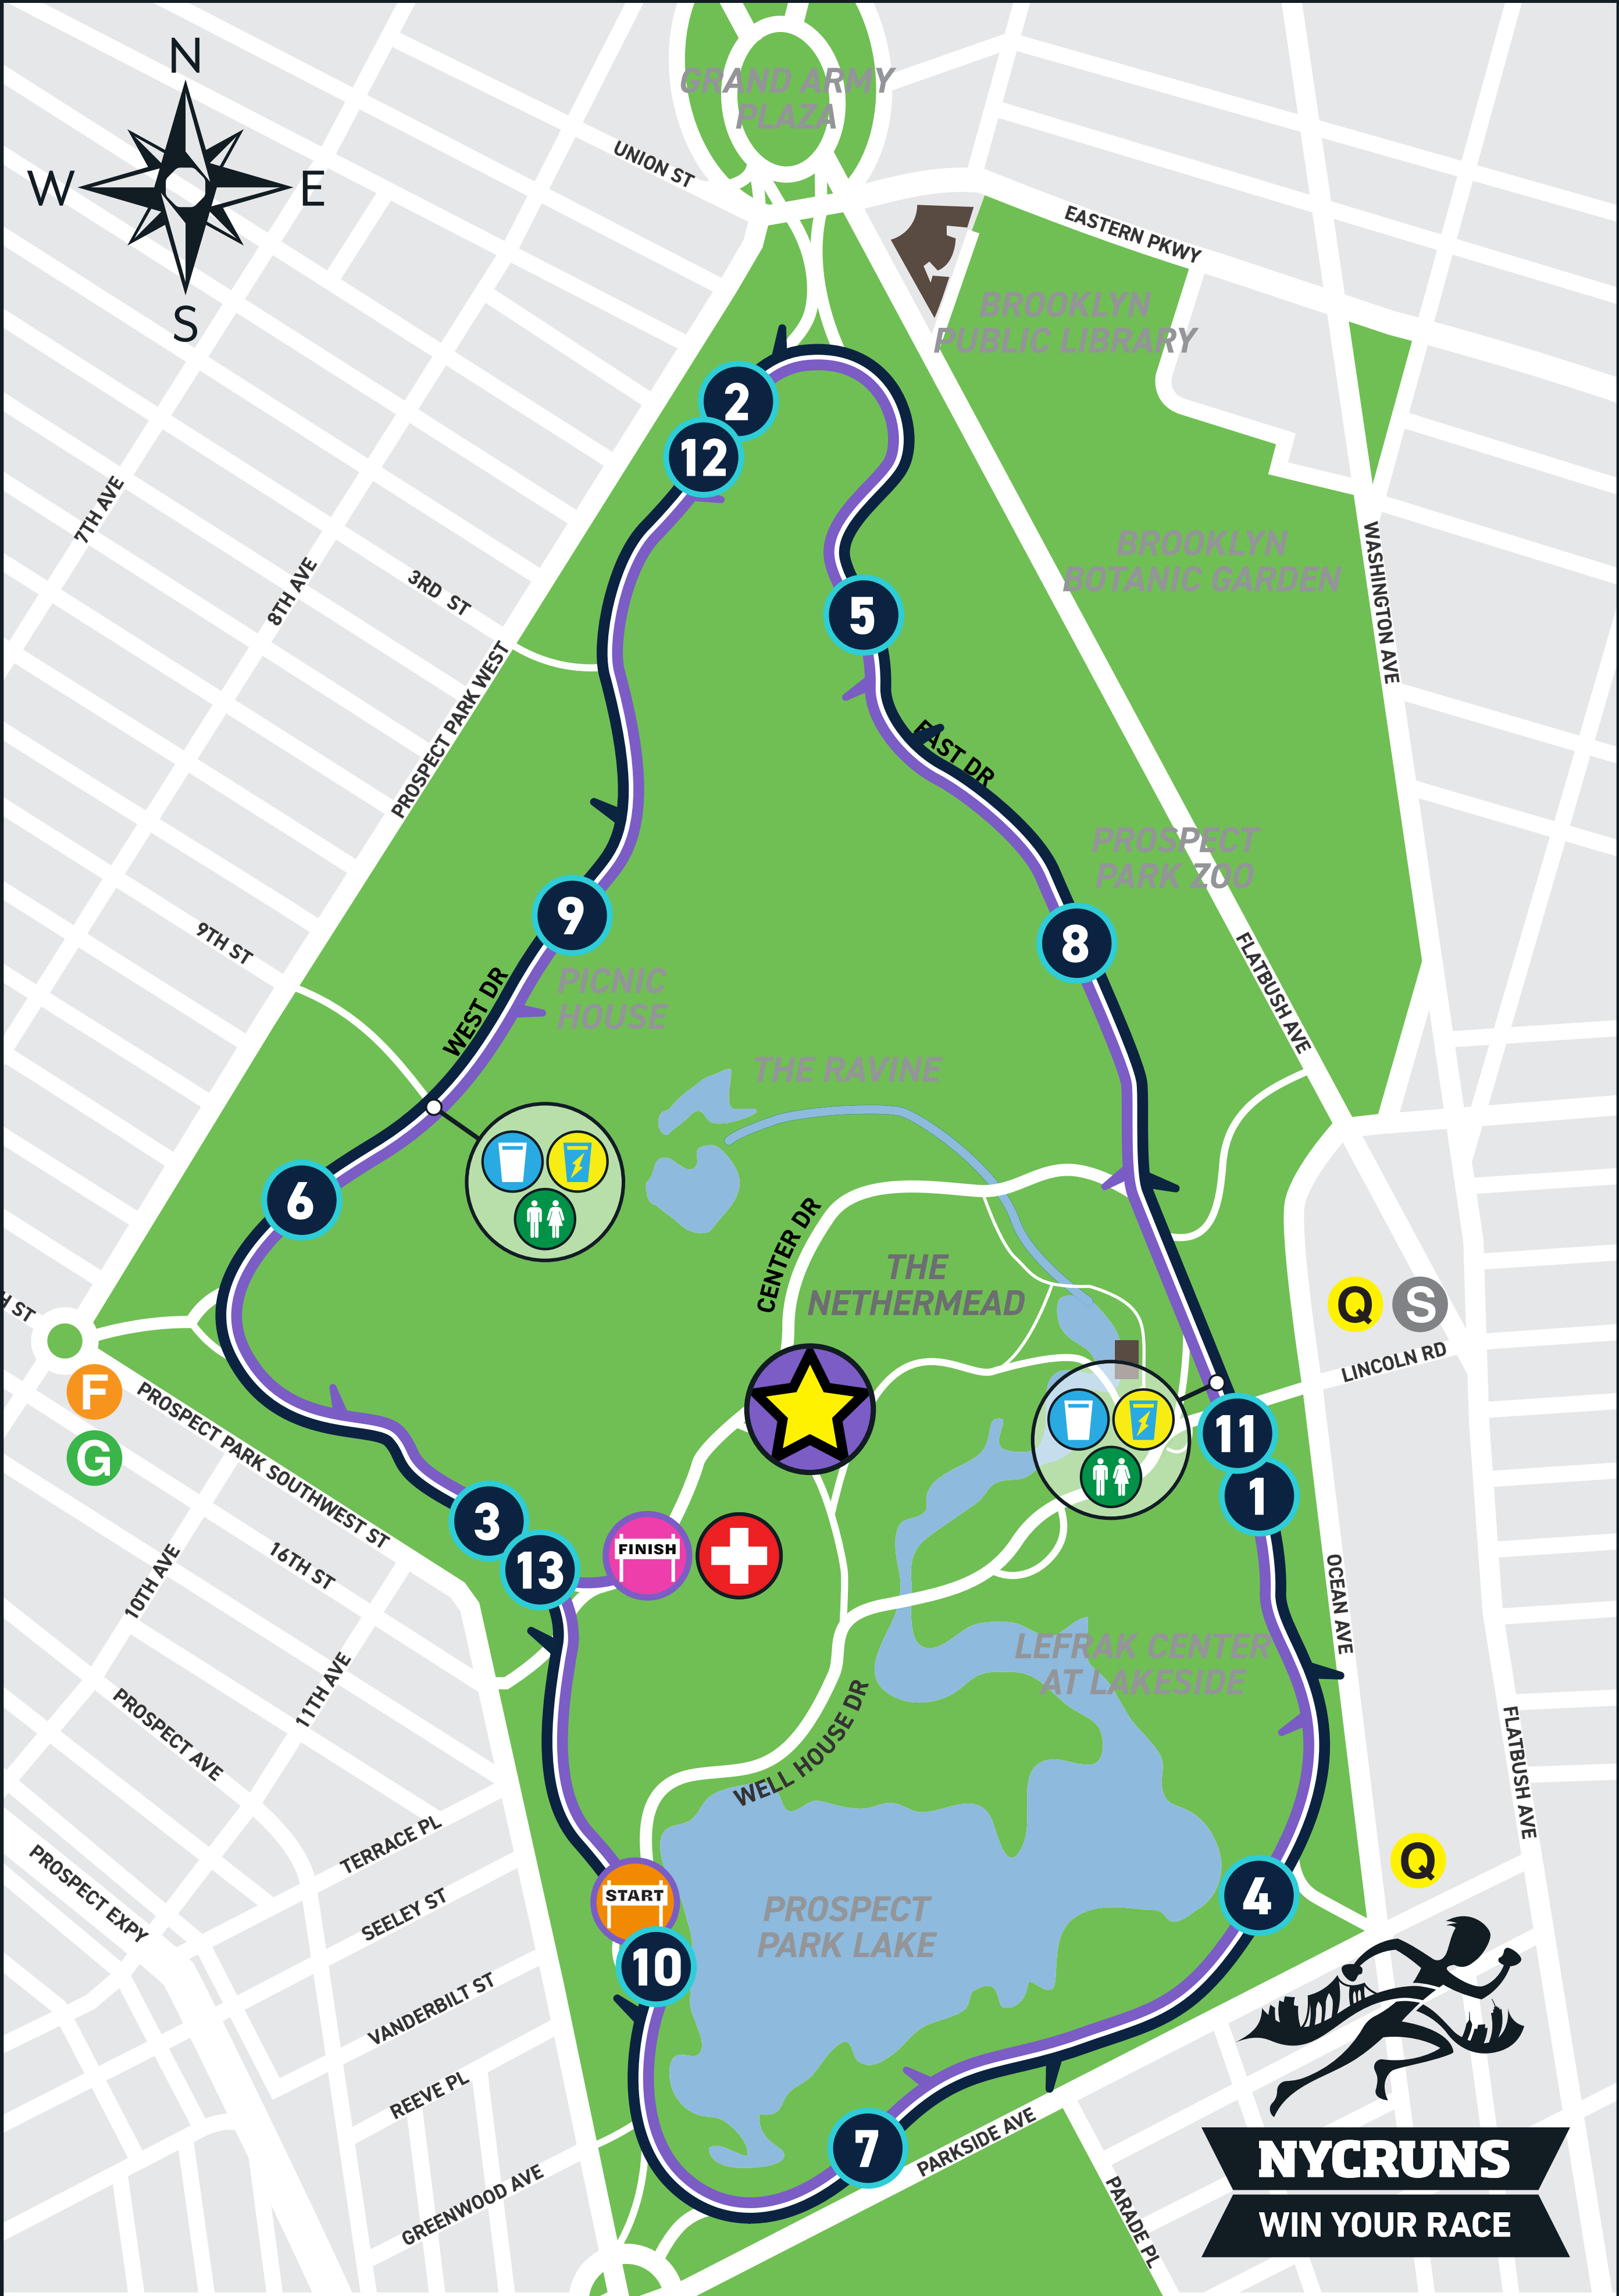 N
W
E
S
GRAND ARMY
PLAZA
UNION ST
EASTERN PKWY
BROOKLYN
PUBLIC LIBRARY
2
12
7TH AVE
8TH AVE
3RD ST
PROSPECT PARK WEST
5
BROOKLYN
BOTANIC GARDEN
WASHINGTON AVE
EAST DR
PROSPECT
PARK ZOO
9TH ST
9
8
FLATBUSH AVE
WEST DR
PICNIC
HOUSE
THE RAVINE
6
CENTER DR
THE
NETHERMEAD
H ST
Q
S
LINCOLN RD
F
G
PROSPECT PARK SOUTHWEST ST
11
1
3
13
FINISH
16TH ST
10TH AVE
11TH AVE
OCEAN AVE
LEFRAK CENTER
AT LAKESIDE
PROSPECT AVE
WELL HOUSE DR
FLATBUSH AVE
TERRACE PL
PROSPECT EXPY
SEELEY ST
START
Q
4
PROSPECT
PARK LAKE
10
VANDERBILT ST
REEVE PL
7
PARKSIDE AVE
GREENWOOD AVE
PARADE PL
NYCRUNS
WIN YOUR RACE